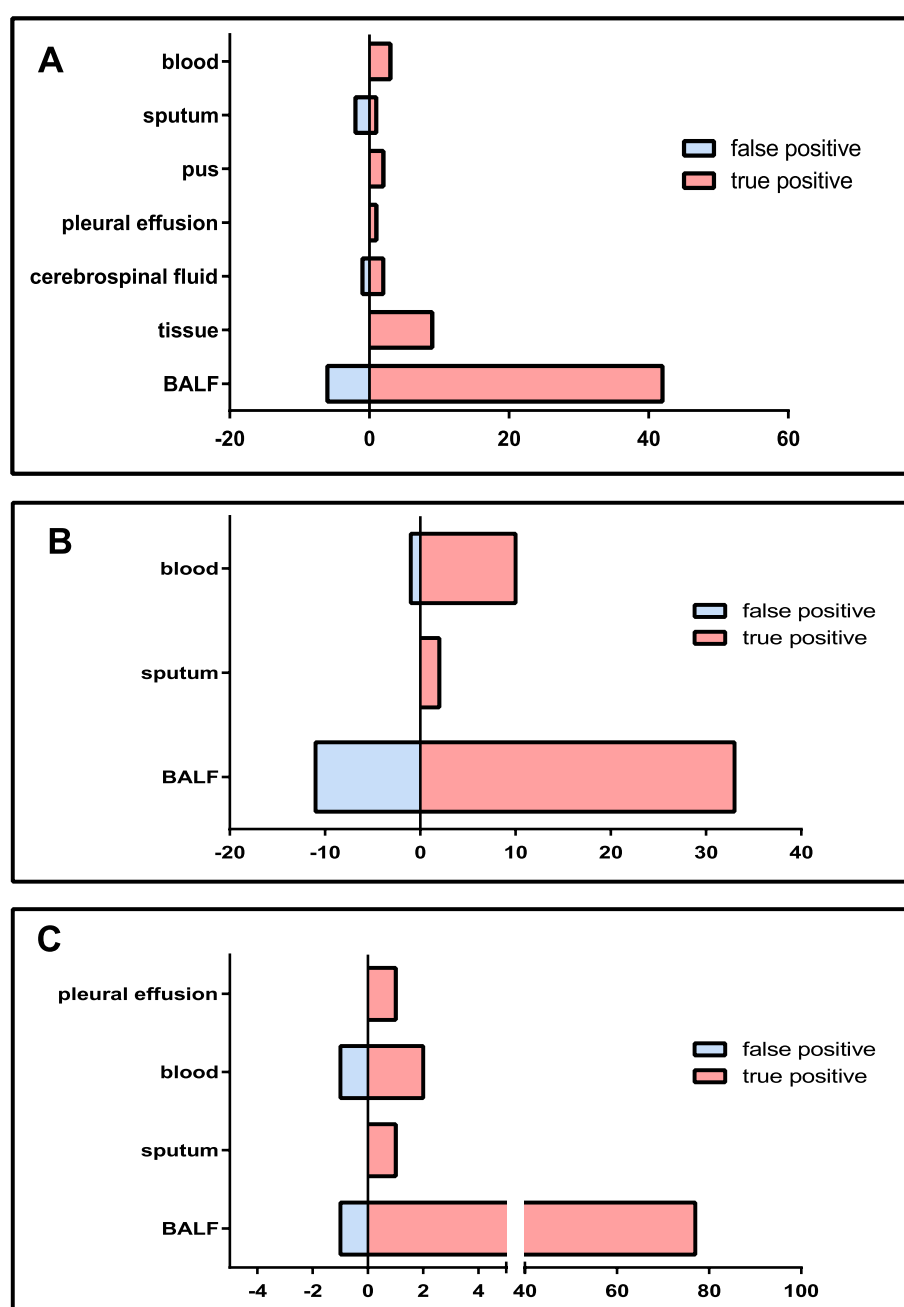 A
blood
sputum
pus
pleural effusion
cerebrospinal fluid
tissue
BALF
false positive
true positive
-20 0 20 40 60
B
blood
sputum
BALF
false positive
true positive
-20 -10 0 10 20 30 40
C
pleural effusion
blood
sputum
BALF
false positive
true positive
-4 -2 0 2 4 40 60 80 100